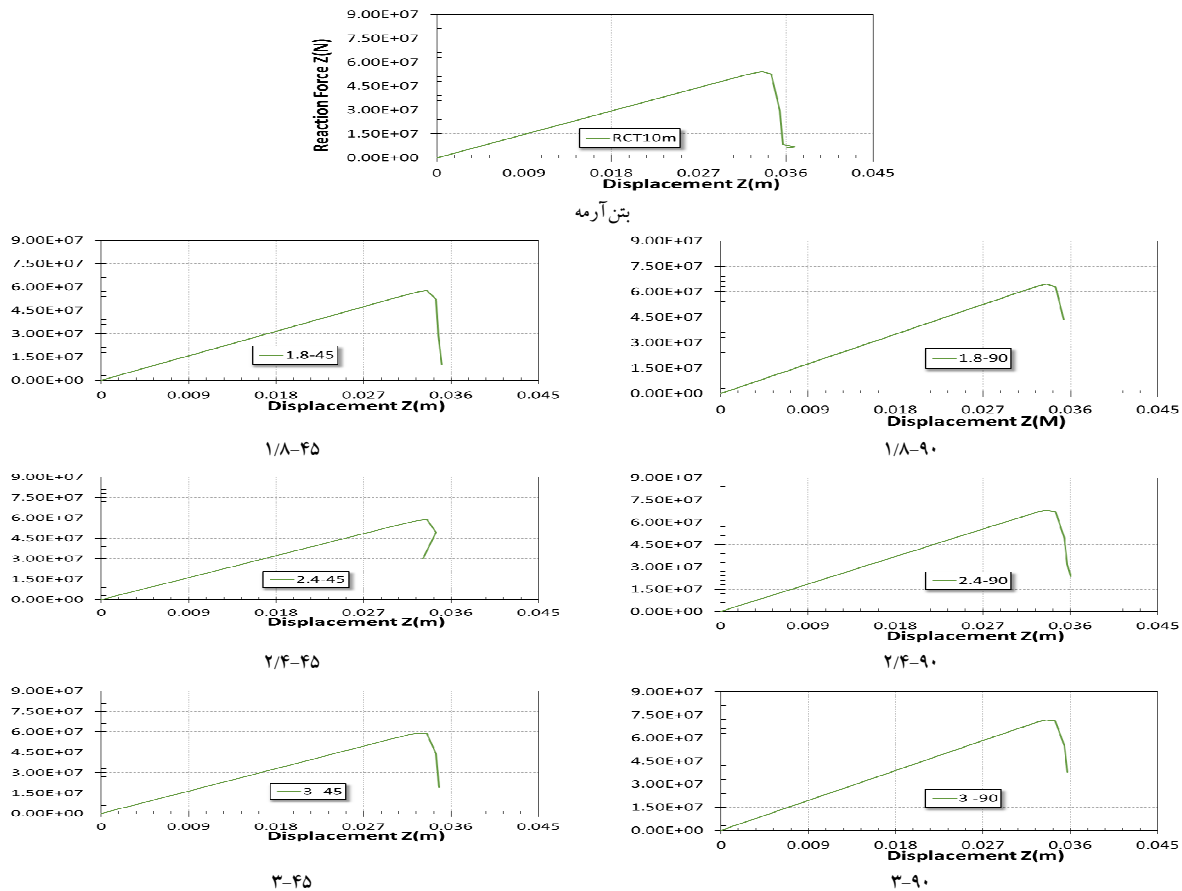 Reaction Force Z(N)
9.00E+07
7.50E+07
6.00E+07
4.50E+07
3.00E+07
1.50E+07
0.00E+00
RCT10m
0 0.009 0.018 0.027 0.036 0.045
Displacement Z(m)
بتن‌آرمه
9.00E+07
7.50E+07
6.00E+07
4.50E+07
3.00E+07
1.50E+07
0.00E+00
1.8-45
0 0.009 0.018 0.027 0.036 0.045
Displacement Z(m)
۱/۸-۴۵
9.00E+07
7.50E+07
6.00E+07
4.50E+07
3.00E+07
1.50E+07
0.00E+00
1.8-90
0 0.009 0.018 0.027 0.036 0.045
Displacement Z(M)
۱/۸-۹۰
9.00E+07
7.50E+07
6.00E+07
4.50E+07
3.00E+07
1.50E+07
0.00E+00
2.4-45
0 0.009 0.018 0.027 0.036 0.045
Displacement Z(m)
۲/۴-۴۵
9.00E+07
7.50E+07
6.00E+07
4.50E+07
3.00E+07
1.50E+07
0.00E+00
2.4-90
0 0.009 0.018 0.027 0.036 0.045
Displacement Z(m)
۲/۴-۹۰
9.00E+07
7.50E+07
6.00E+07
4.50E+07
3.00E+07
1.50E+07
0.00E+00
3 -45
0 0.009 0.018 0.027 0.036 0.045
Displacement Z(m)
۳-۴۵
9.00E+07
7.50E+07
6.00E+07
4.50E+07
3.00E+07
1.50E+07
0.00E+00
3 -90
0 0.009 0.018 0.027 0.036 0.045
Displacement Z(m)
۳-۹۰